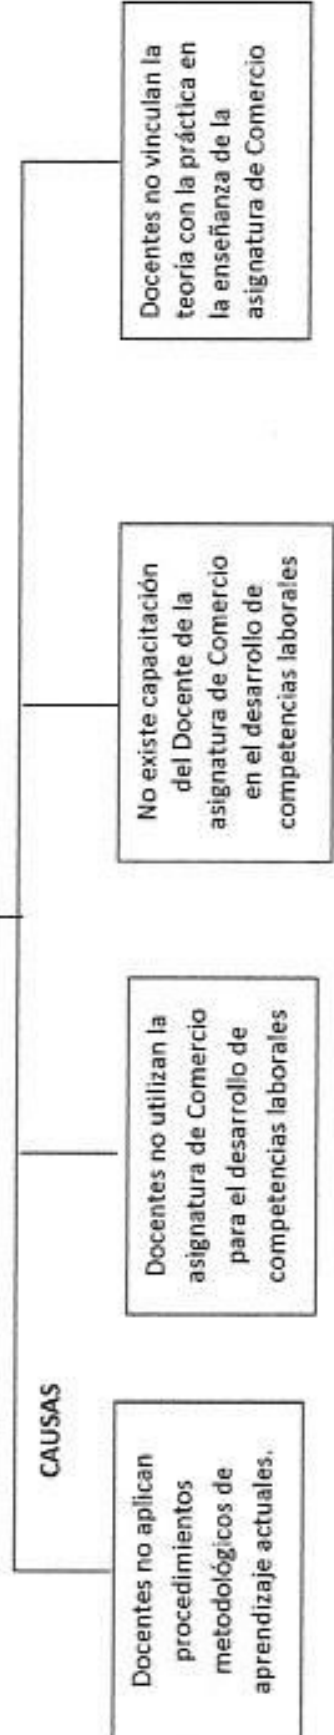 CAUSAS
Docentes no aplican
procedimientos
metodológicos de
aprendizaje actuales.
Docentes no utilizan la
asignatura de Comercio
para el desarrollo de
competencias laborales
No existe capacitación
del Docente de la
asignatura de Comercio
en el desarrollo de
competencias laborales
Docentes no vinculan la
teoría con la práctica en
la enseñanza de la
asignatura de Comercio